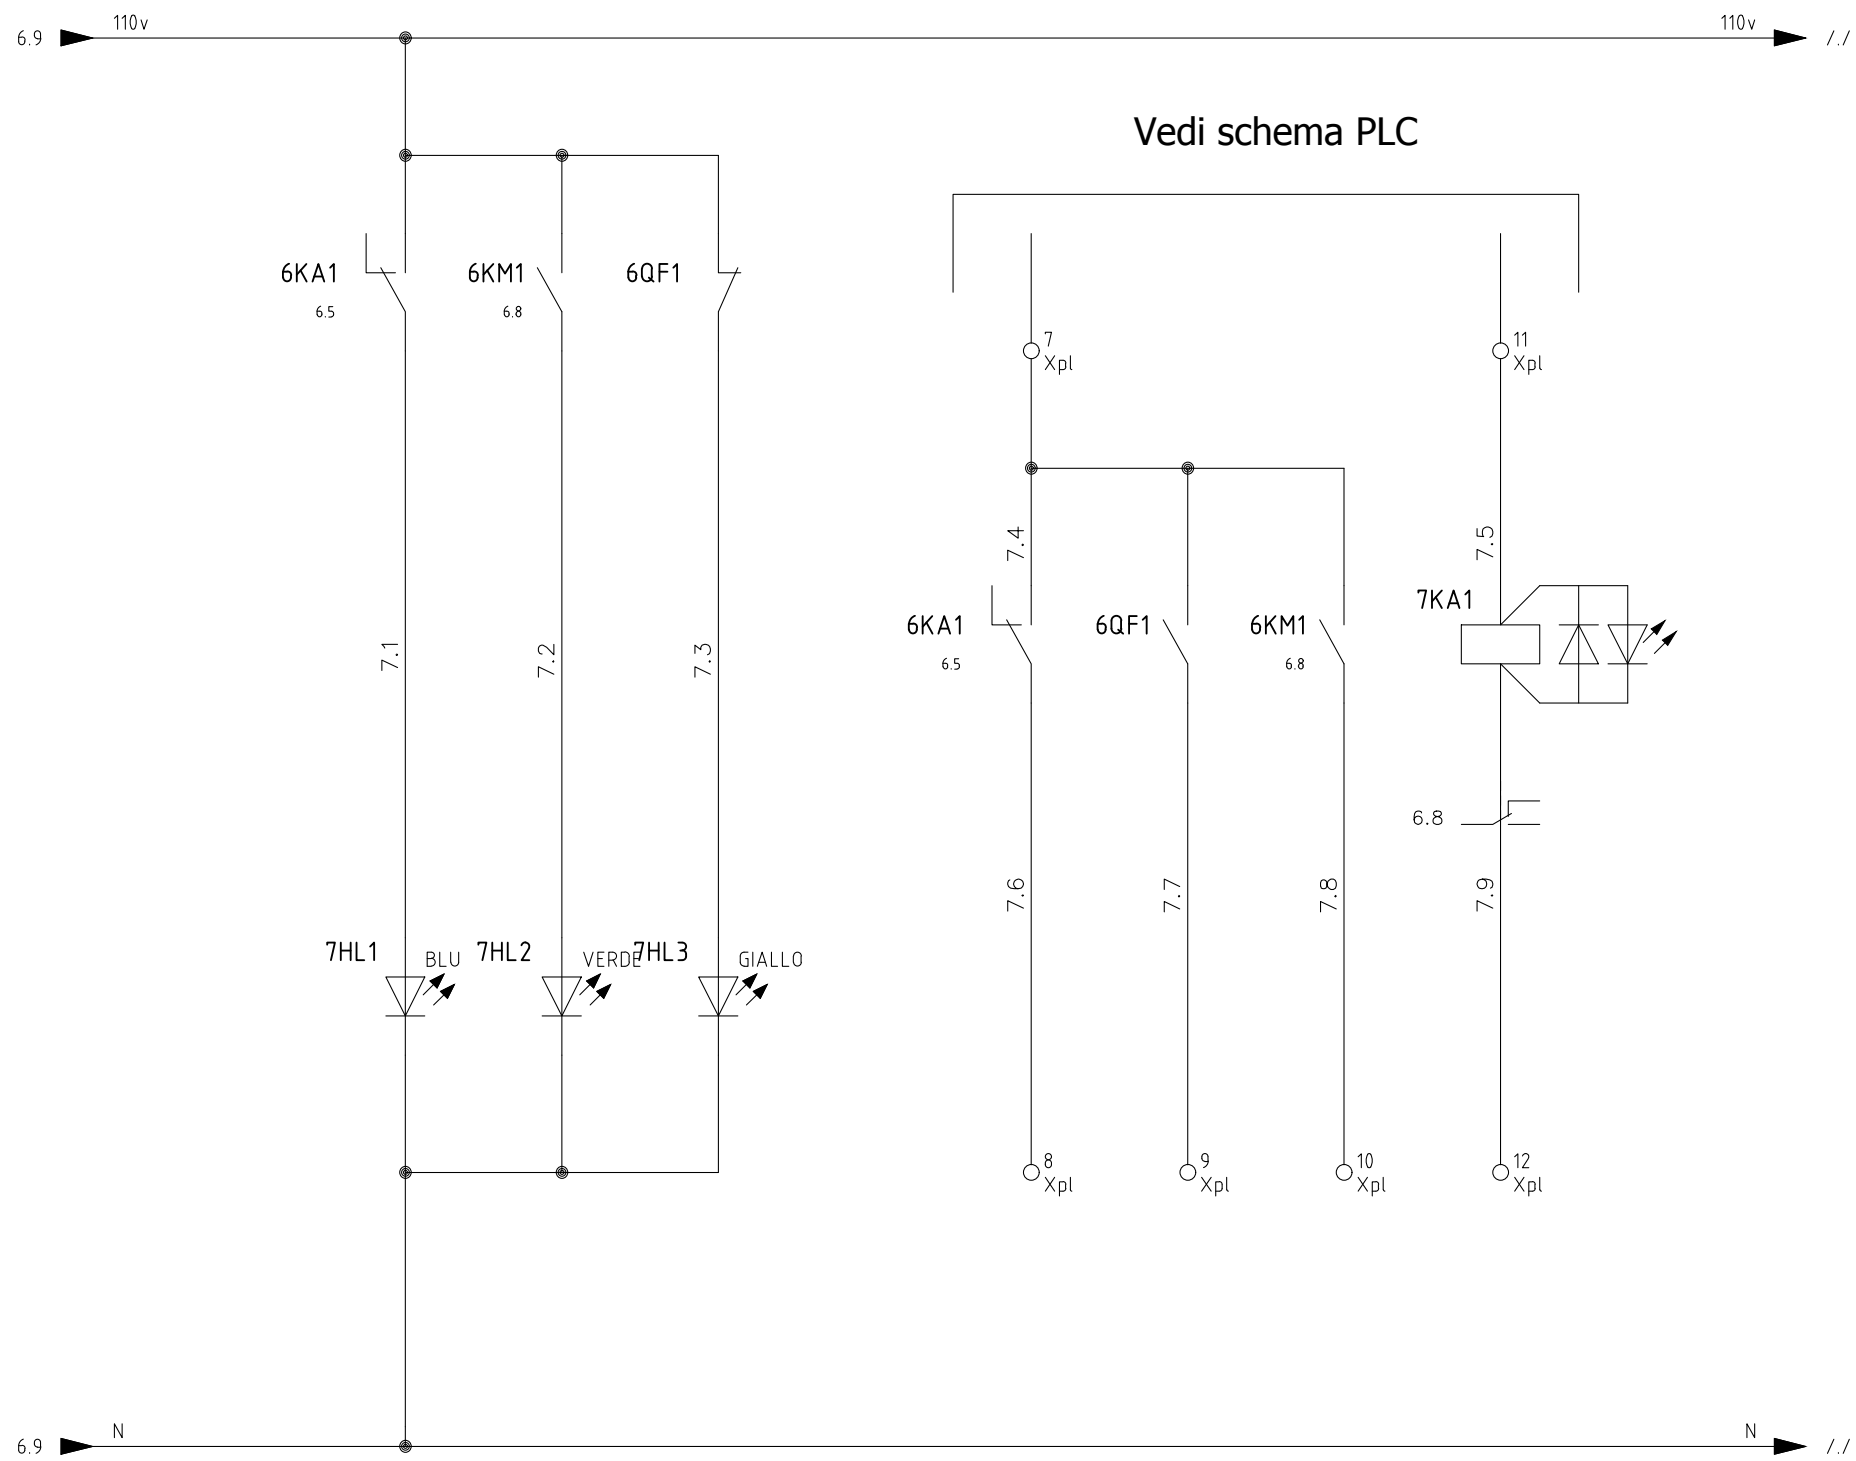 110v
110v
6.9
/./
Vedi schema PLC
6KA1
6KM1
6QF1
6.5
6.8
7
Xpl
11
Xpl
7.4
7.5
7KA1
6KA1
6QF1
6KM1
6.5
6.8
7.1
7.2
7.3
6.8
7.6
7.7
7.8
7.9
7HL1
BLU
7HL2
VERDE
7HL3
GIALLO
8
Xpl
9
Xpl
10
Xpl
12
Xpl
N
N
6.9
/./